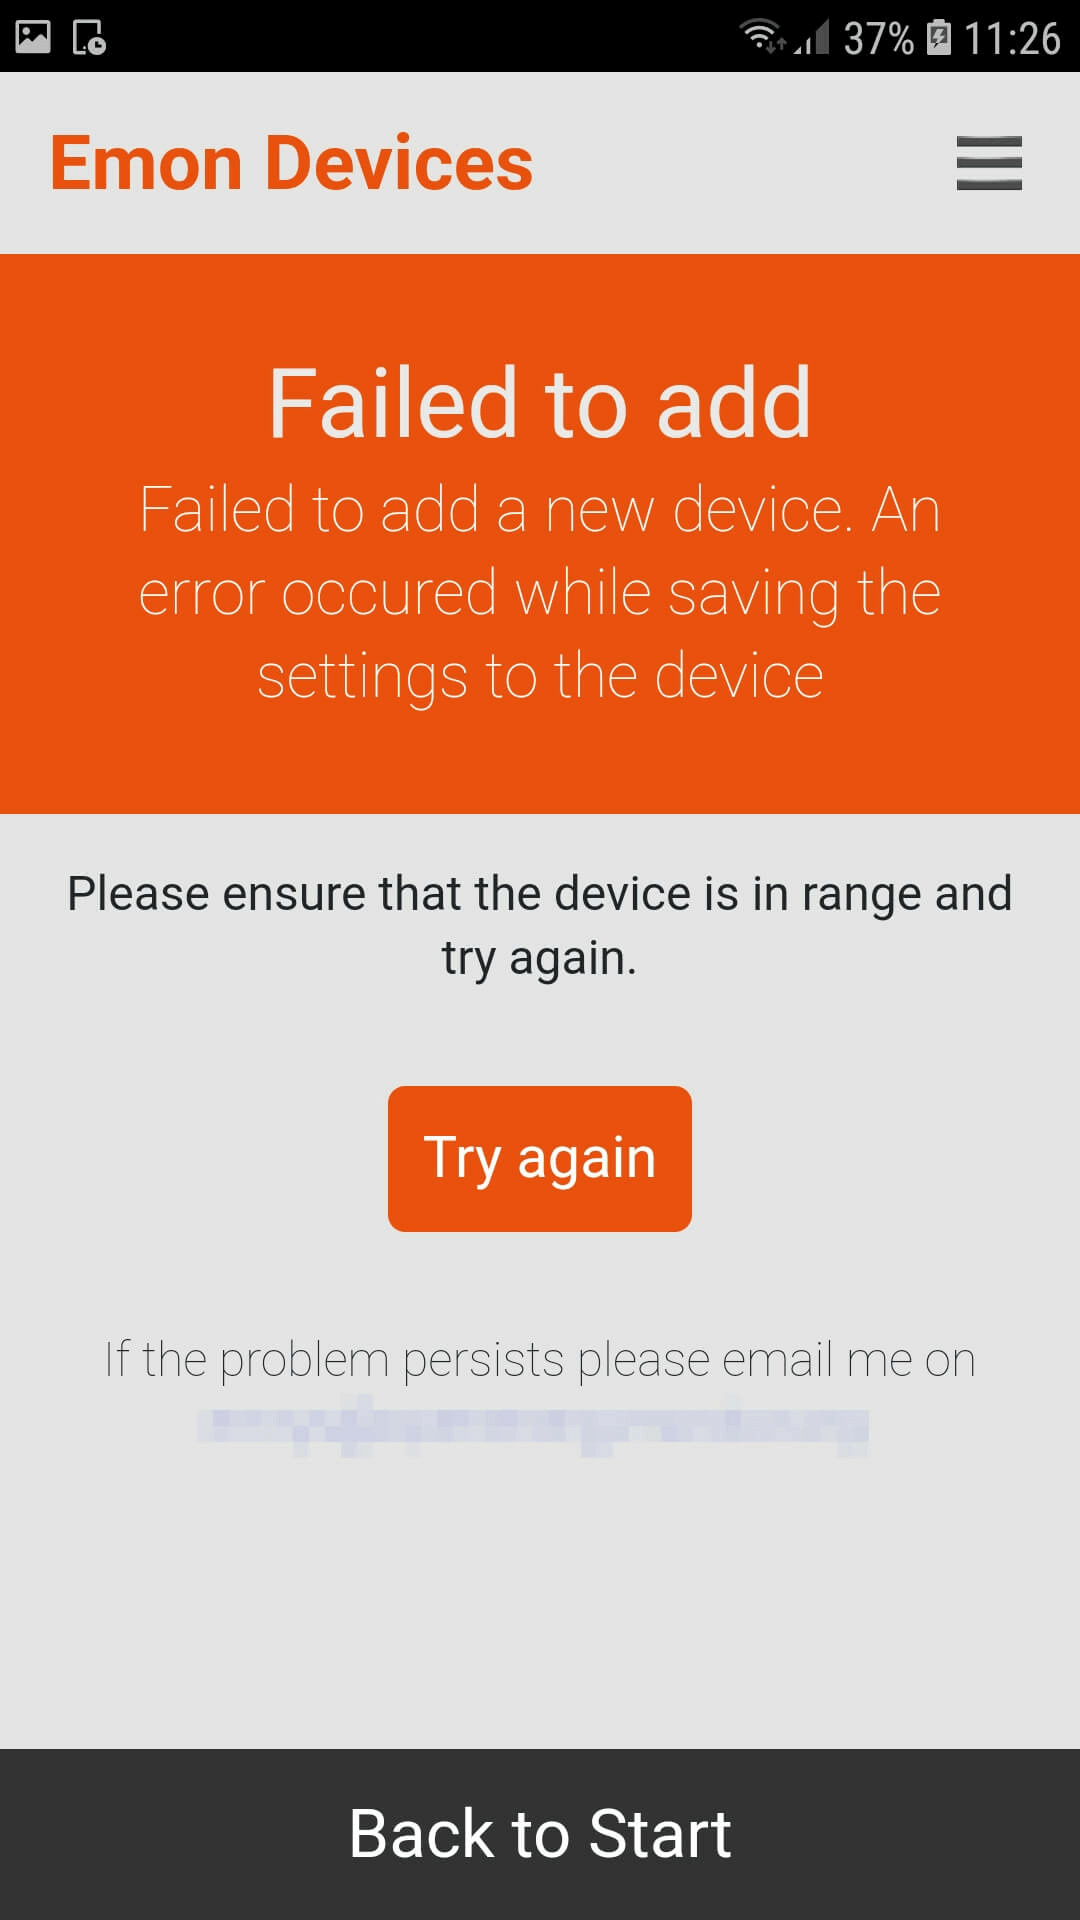 37% 11:26
Emon Devices
Failed to add
Failed to add a new device. An
error occured while saving the
settings to the device
Please ensure that the device is in range and
try again.
Try again
If the problem persists please email me on
Back to Start